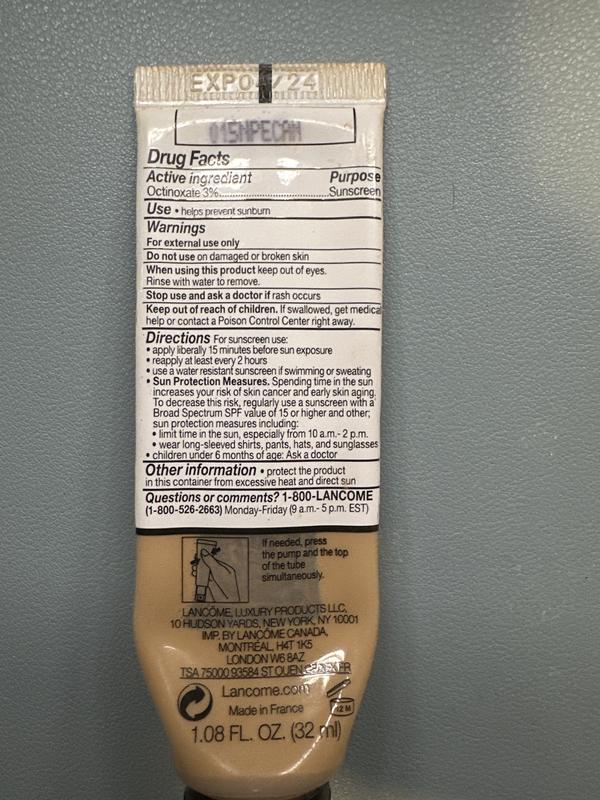 Drug Facts
Active ingredient Purpose
Octinoxate 3%......................................Sunscreen
Use • helps prevent sunburn
Warnings
For external use only
Do not use on damaged or broken skin
When using this product keep out of eyes.
Rinse with water to remove.
Stop use and ask a doctor if rash occurs
Keep out of reach of children. If swallowed, get medical
help or contact a Poison Control Center right away.
Directions For sunscreen use:
• apply liberally 15 minutes before sun exposure
• reapply at least every 2 hours
• use a water resistant sunscreen if swimming or sweating
• Sun Protection Measures. Spending time in the sun
increases your risk of skin cancer and early skin aging.
To decrease this risk, regularly use a sunscreen with a
Broad Spectrum SPF value of 15 or higher and other;
sun protection measures including:
• limit time in the sun, especially from 10 a.m.- 2 p.m.
• wear long-sleeved shirts, pants, hats, and sunglasses
• children under 6 months of age: Ask a doctor
Other information • protect the product
in this container from excessive heat and direct sun
Questions or comments? 1-800-LANCOME
(1-800-526-2663) Monday-Friday (9 a.m.- 5 p.m. EST)
If needed, press
the pump and the top
of the tube
simultaneously.
LANCÔME, LUXURY PRODUCTS LLC,
10 HUDSON YARDS, NEW YORK, NY 10001
IMP. BY LANCÔME CANADA,
MONTRÉAL, H4T 1K5
LONDON W6 8AZ
TSA 75000 93584 ST OUEN FR
Lancome.com
Made in France
12 M
1.08 FL. OZ. (32 ml)